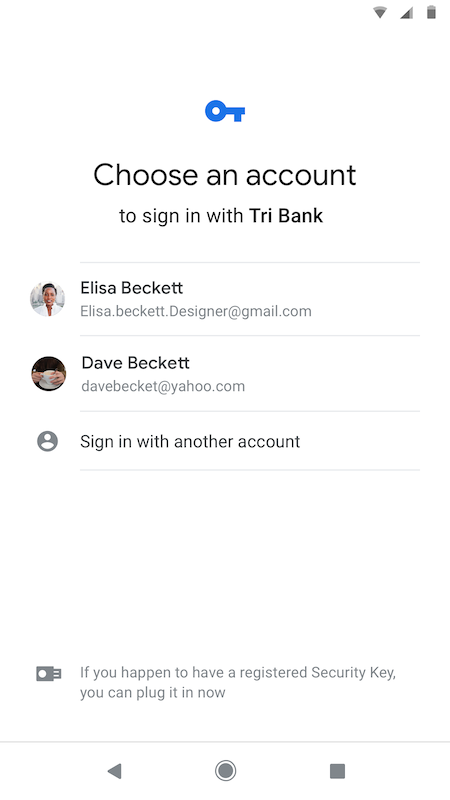 Choose an account
to sign in with Tri Bank
Elisa Beckett
Elisa.beckett.Designer@gmail.com
Dave Beckett
davebecket@yahoo.com
Sign in with another account
If you happen to have a registered Security Key,
you can plug it in now